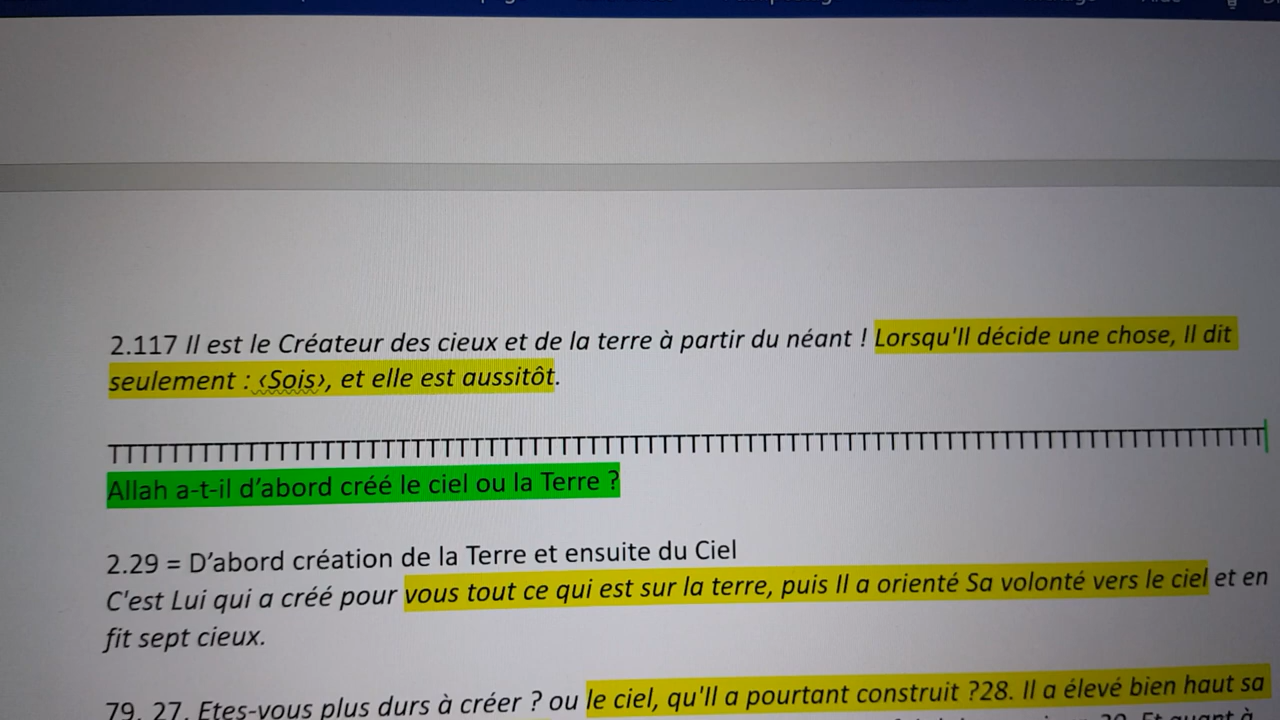 2.117 Il est le Créateur des cieux et de la terre à partir du néant ! Lorsqu'Il décide une chose, Il dit
seulement : ‹Sois›, et elle est aussitôt.
TTTTTTTTTTTTTTTTTTTTTTTTTTTTTTTTTTTTTTTTTTTTTTTTTTTTTTTTTTTTTTTTTTTTTTTTTTTT
Allah a-t-il d’abord créé le ciel ou la Terre ?
2.29 = D’abord création de la Terre et ensuite du Ciel
C'est Lui qui a créé pour vous tout ce qui est sur la terre, puis Il a orienté Sa volonté vers le ciel et en
fit sept cieux.
79. 27. Etes-vous plus durs à créer ? ou le ciel, qu'Il a pourtant construit ?28. Il a élevé bien haut sa